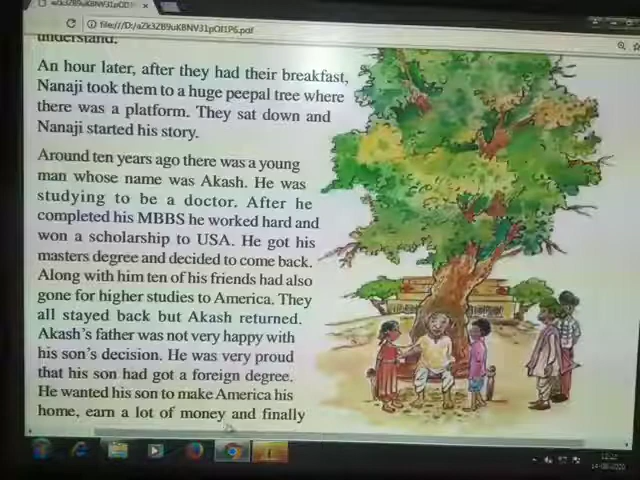 file:///D:/a2k3ZB9uKBNV31pOf1P6.pdf
understand.
An hour later, after they had their breakfast,
Nanaji took them to a huge peepal tree where
there was a platform. They sat down and
Nanaji started his story.
Around ten years ago there was a young
man whose name was Akash. He was
studying to be a doctor. After he
completed his MBBS he worked hard and
won a scholarship to USA. He got his
masters degree and decided to come back.
Along with him ten of his friends had also
gone for higher studies to America. They
all stayed back but Akash returned.
Akash's father was not very happy with
his son's decision. He was very proud
that his son had got a foreign degree.
He wanted his son to make America his
home, earn a lot of money and finally